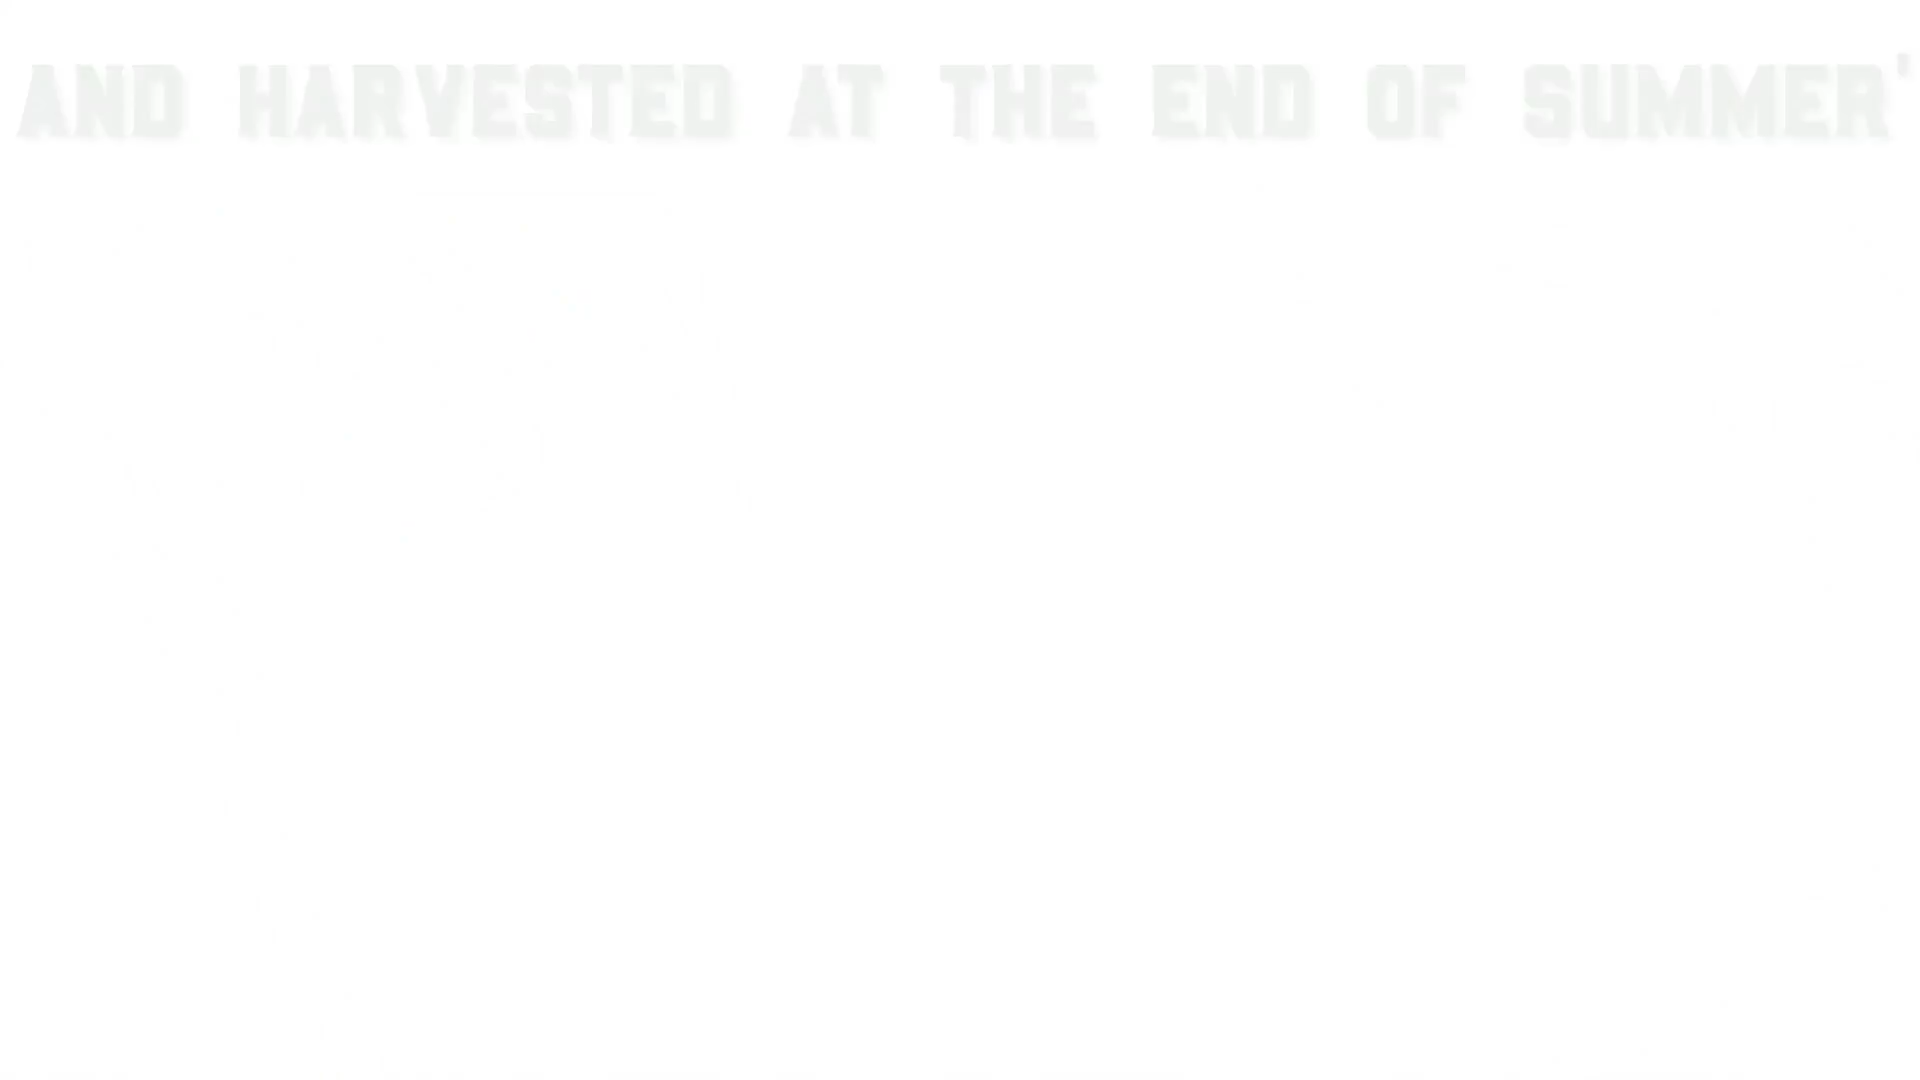 AND HARVESTED AT THE END OF SUMMER'